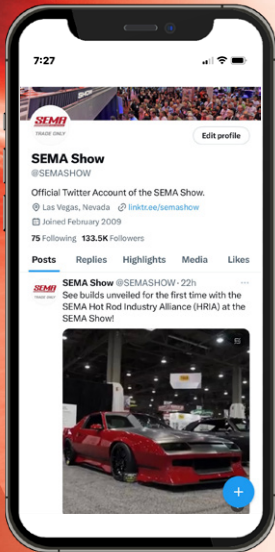 7:27
SEMA
TRADE ONLY
Edit profile
SEMA Show
@SEMASHOW
Official Twitter Account of the SEMA Show.
Las Vegas, Nevada linktr.ee/semashow
Joined February 2009
75 Following 133.5K Followers
Posts Replies Highlights Media Likes
SEMA
TRADE ONLY
SEMA Show @SEMASHOW · 22h ...
See builds unveiled for the first time with the
SEMA Hot Rod Industry Alliance (HRIA) at the
SEMA Show!